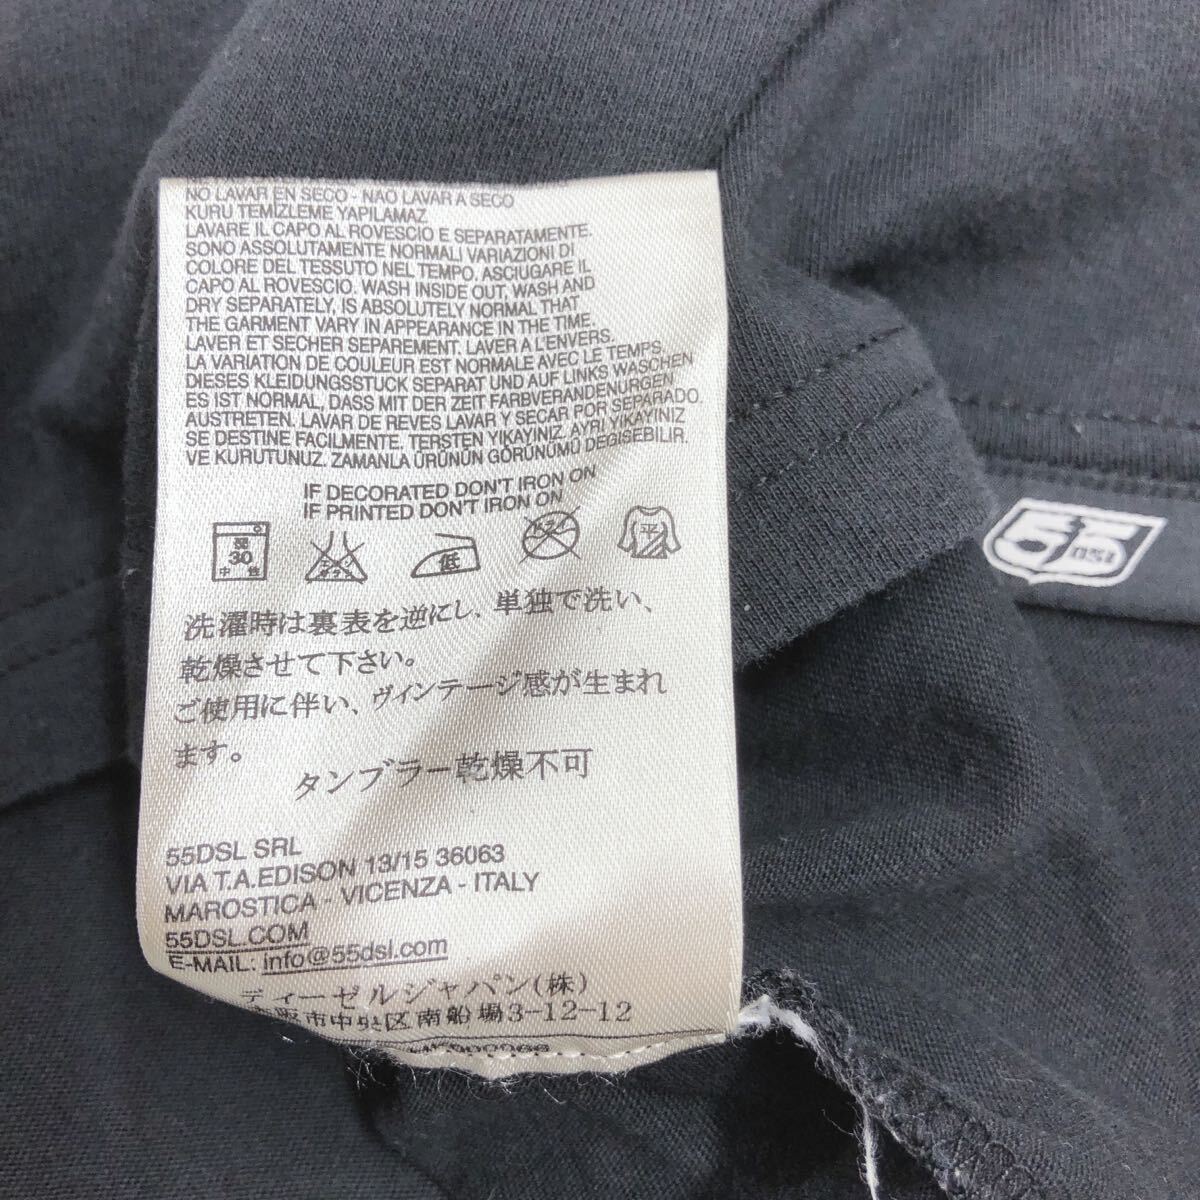 NO LAVAR EN SECO - NAO LAVAR A SECO
KURU TEMIZLEME YAPILAMAZ
LAVARE IL CAPO AL ROVESCIO E SEPARATAMENTE.
SONO ASSOLUTAMENTE NORMALI VARIAZIONI DI
COLORE DEL TESSUTO NEL TEMPO. ASCIUGARE IL
CAPO AL ROVESCIO. WASH INSIDE OUT, WASH AND
DRY SEPARATELY, IS ABSOLUTELY NORMAL THAT
THE GARMENT VARY IN APPEARANCE IN THE TIME.
LAVER ET SECHER SEPAREMENT. LAVER A L'ENVERS.
LA VARIATION DE COULEUR EST NORMALE AVEC LE TEMPS.
DIESES KLEIDUNGSSTUCK SEPARAT UND AUF LINKS WASCHEN
ES IST NORMAL, DASS MIT DER ZEIT FARBVERANDENURGEN
AUSTRETEN. LAVAR DE REVES LAVAR Y SECAR POR SEPARADO.
SE DESTINE FACILMENTE. TERSTEN YIKAYINIZ, AYRI YIKAYINIZ
VE KURUTUNUZ. ZAMANLA ÜRÜNÜN GÖRÜNÜMÜ DEGISEBILIR.
IF DECORATED DON'T IRON ON
IF PRINTED DON'T IRON ON
弱
30
中性
低
平
洗濯時は裏表を逆にし、単独で洗い、
乾燥させて下さい。
ご使用に伴い、ヴィンテージ感が生まれ
ます。
タンブラー乾燥不可
55DSL SRL
VIA T.A.EDISON 13/15 36063
MAROSTICA - VICENZA - ITALY
55DSL.COM
E-MAIL: info@55dsl.com
ディーゼルジャパン(株)
阪市中央区南船場3-12-12
55
DSL